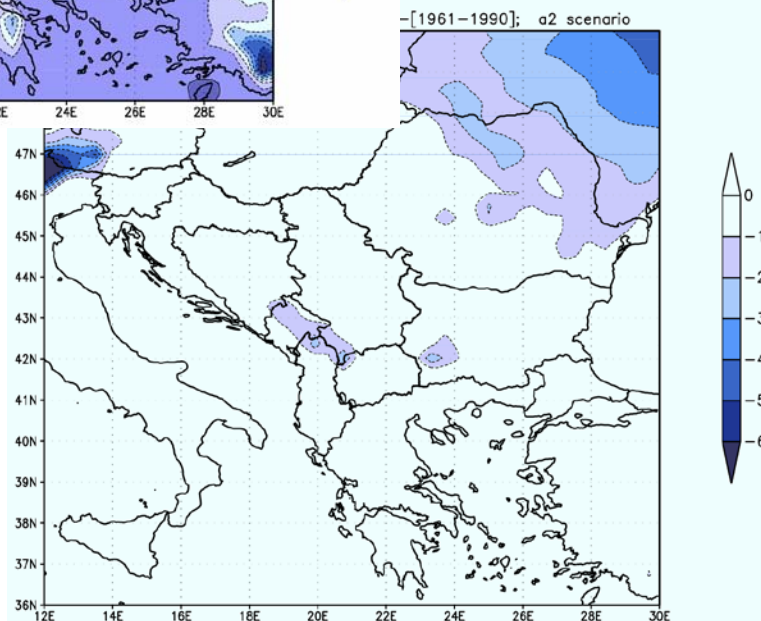 E 24E 26E 28E 30E
–[1961–1990]; a2 scenario
47N
46N
45N
44N
43N
42N
41N
40N
39N
38N
37N
36N
12E 14E 16E 18E 20E 22E 24E 26E 28E 30E
0
–1
–2
–3
–4
–5
–6